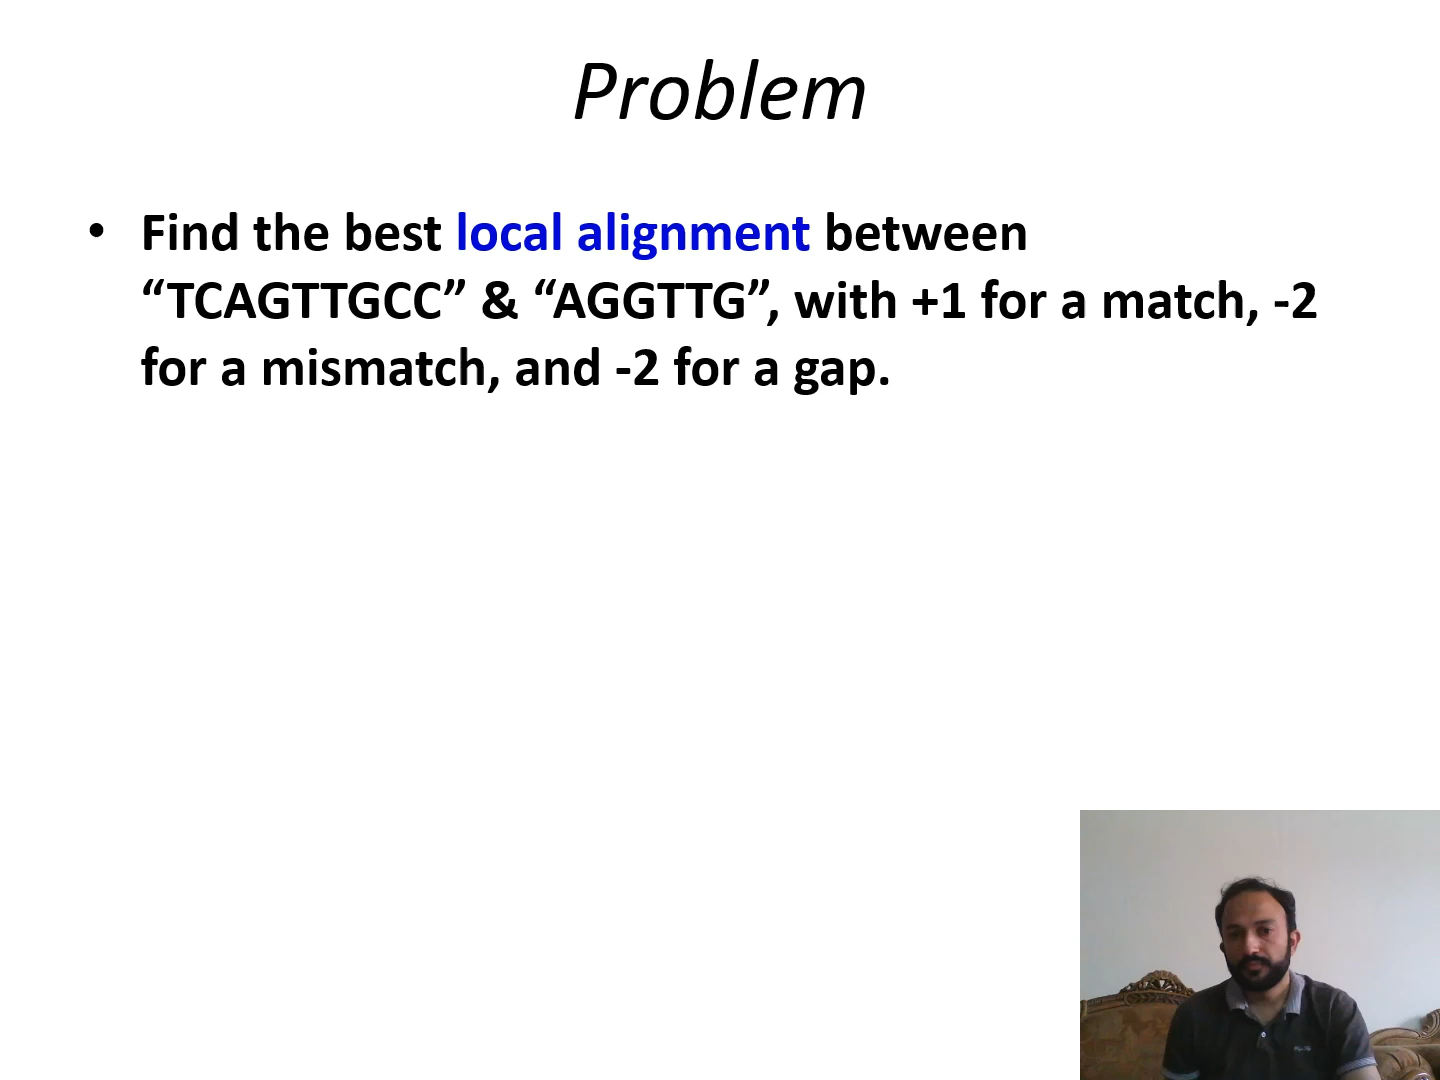 Problem
• Find the best local alignment between
“TCAGTTGCC” & “AGGTTG”, with +1 for a match, -2
for a mismatch, and -2 for a gap.